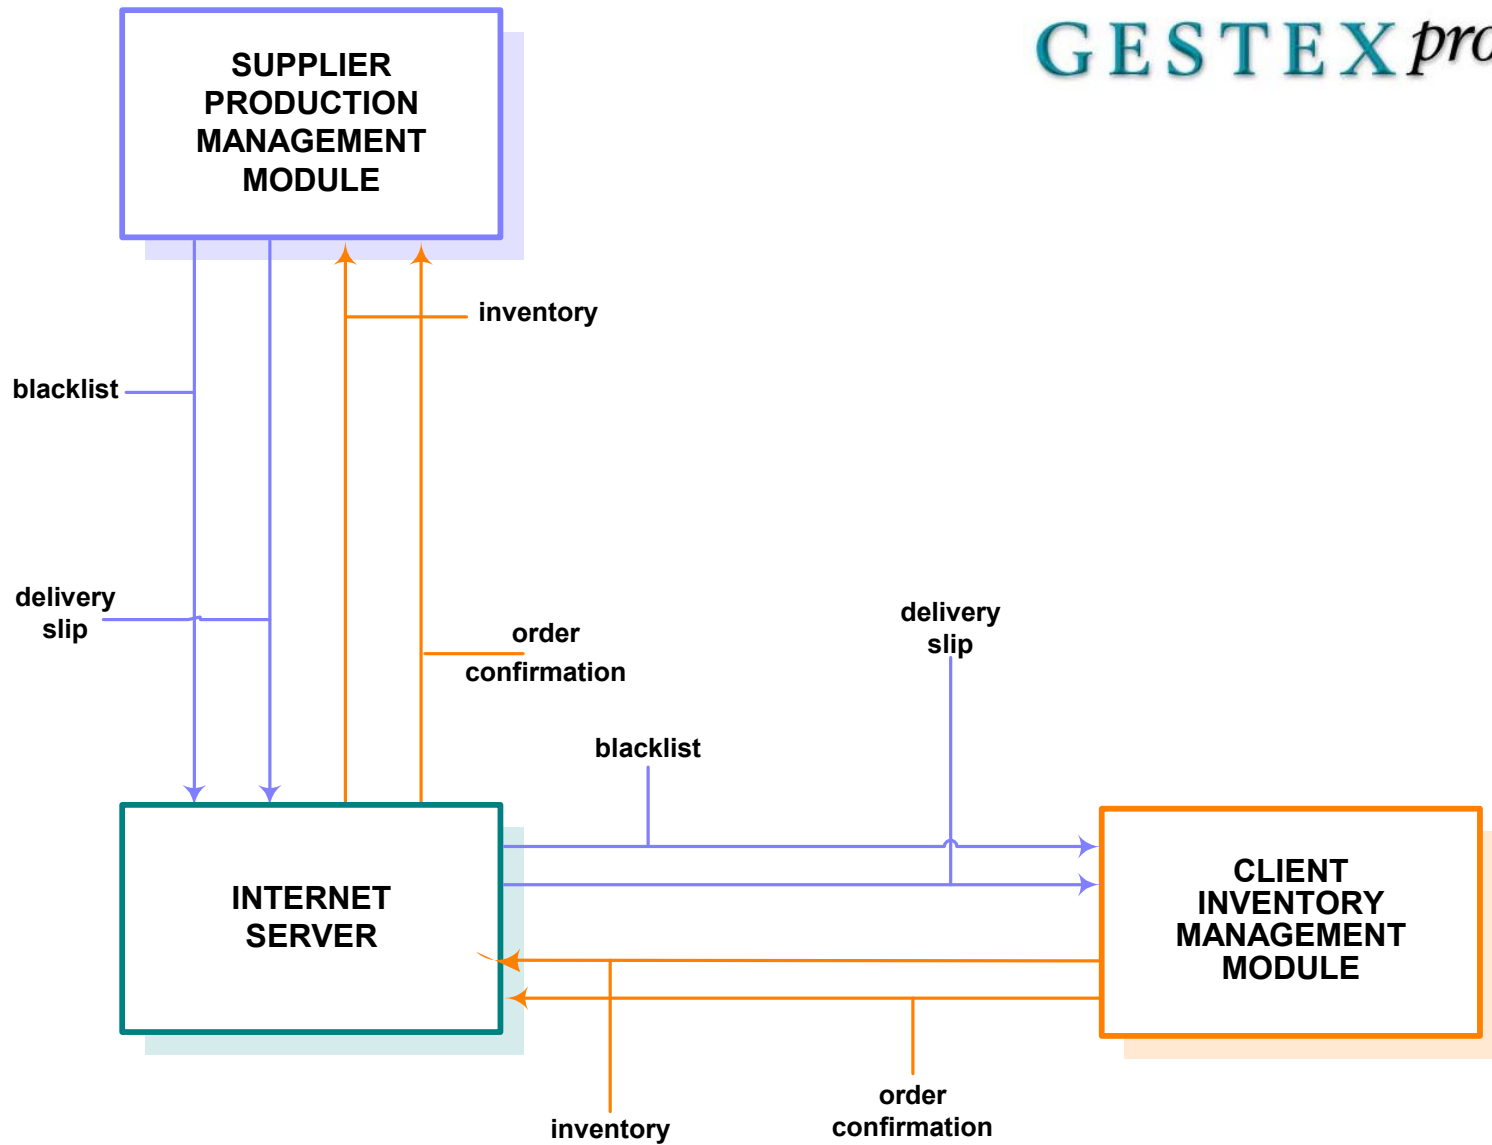 GESTEX pro
SUPPLIER
PRODUCTION
MANAGEMENT
MODULE
inventory
blacklist
delivery
slip
order
confirmation
delivery
slip
blacklist
INTERNET
SERVER
CLIENT
INVENTORY
MANAGEMENT
MODULE
order
confirmation
inventory